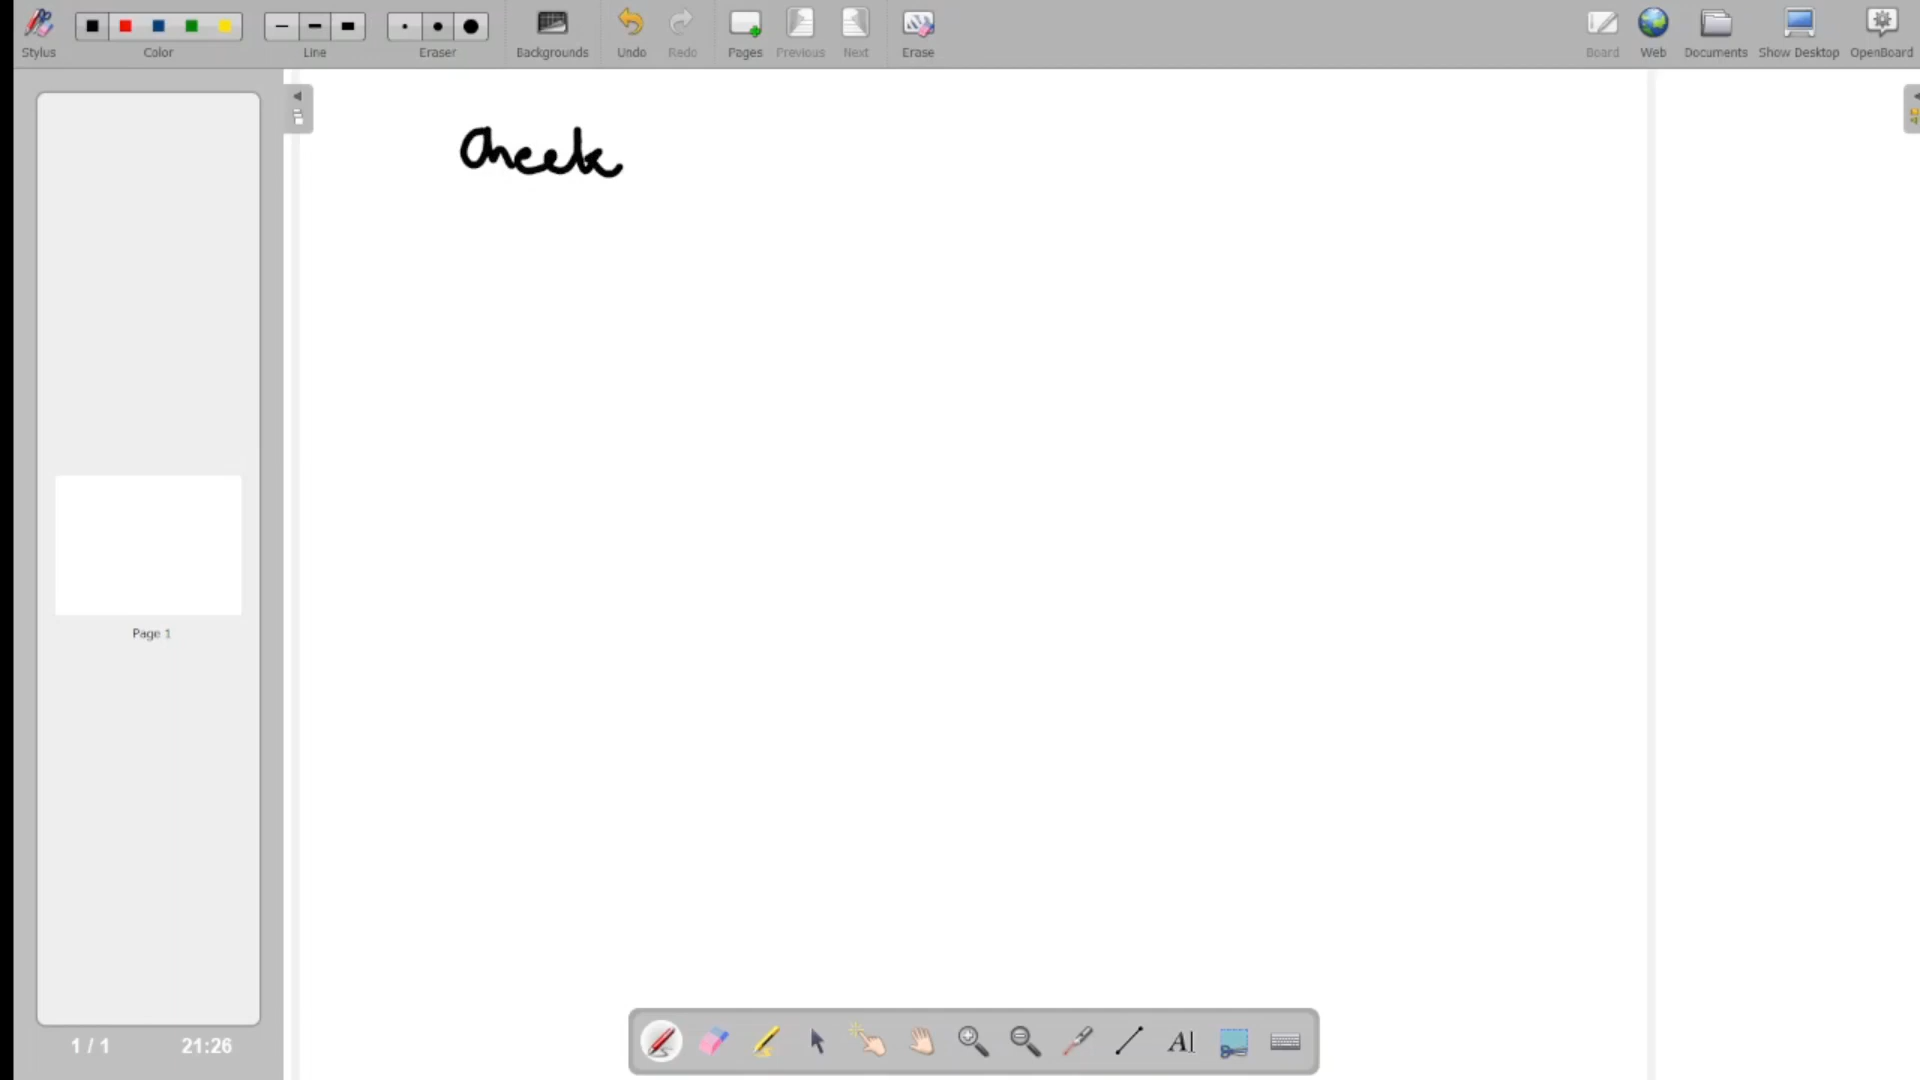 Stylus
Color
Line
Eraser
Backgrounds
Undo
Redo
Pages
Previous
Next
Erase
Board
Web
Documents
Show Desktop
OpenBoard
Page 1
1 / 1
21:26
AI